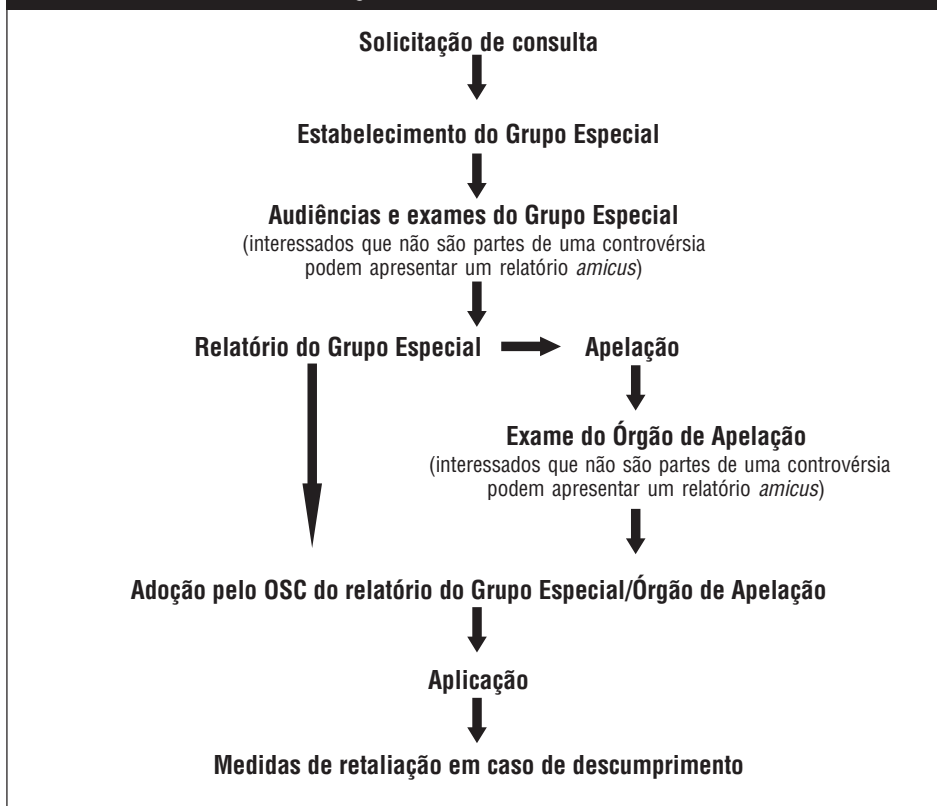 Solicitação de consulta
Estabelecimento do Grupo Especial
Audiências e exames do Grupo Especial
(interessados que não são partes de uma controvérsia
podem apresentar um relatório amicus)
Relatório do Grupo Especial
Apelação
Exame do Órgão de Apelação
(interessados que não são partes de uma controvérsia
podem apresentar um relatório amicus)
Adoção pelo OSC do relatório do Grupo Especial/Órgão de Apelação
Aplicação
Medidas de retaliação em caso de descumprimento